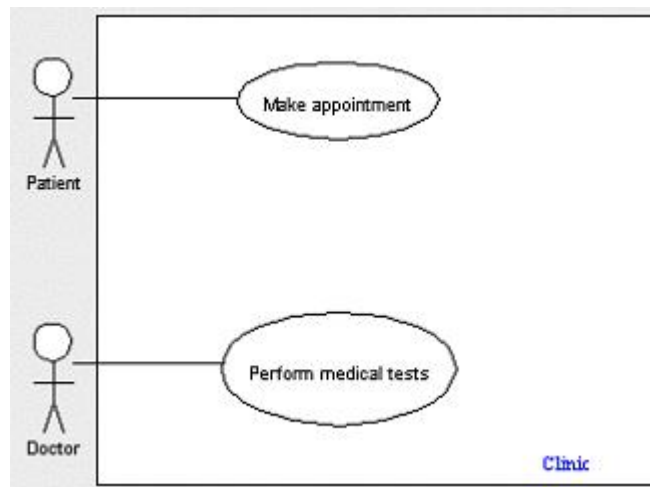 Make appointment
Patient
Perform medical tests
Doctor
Clinic